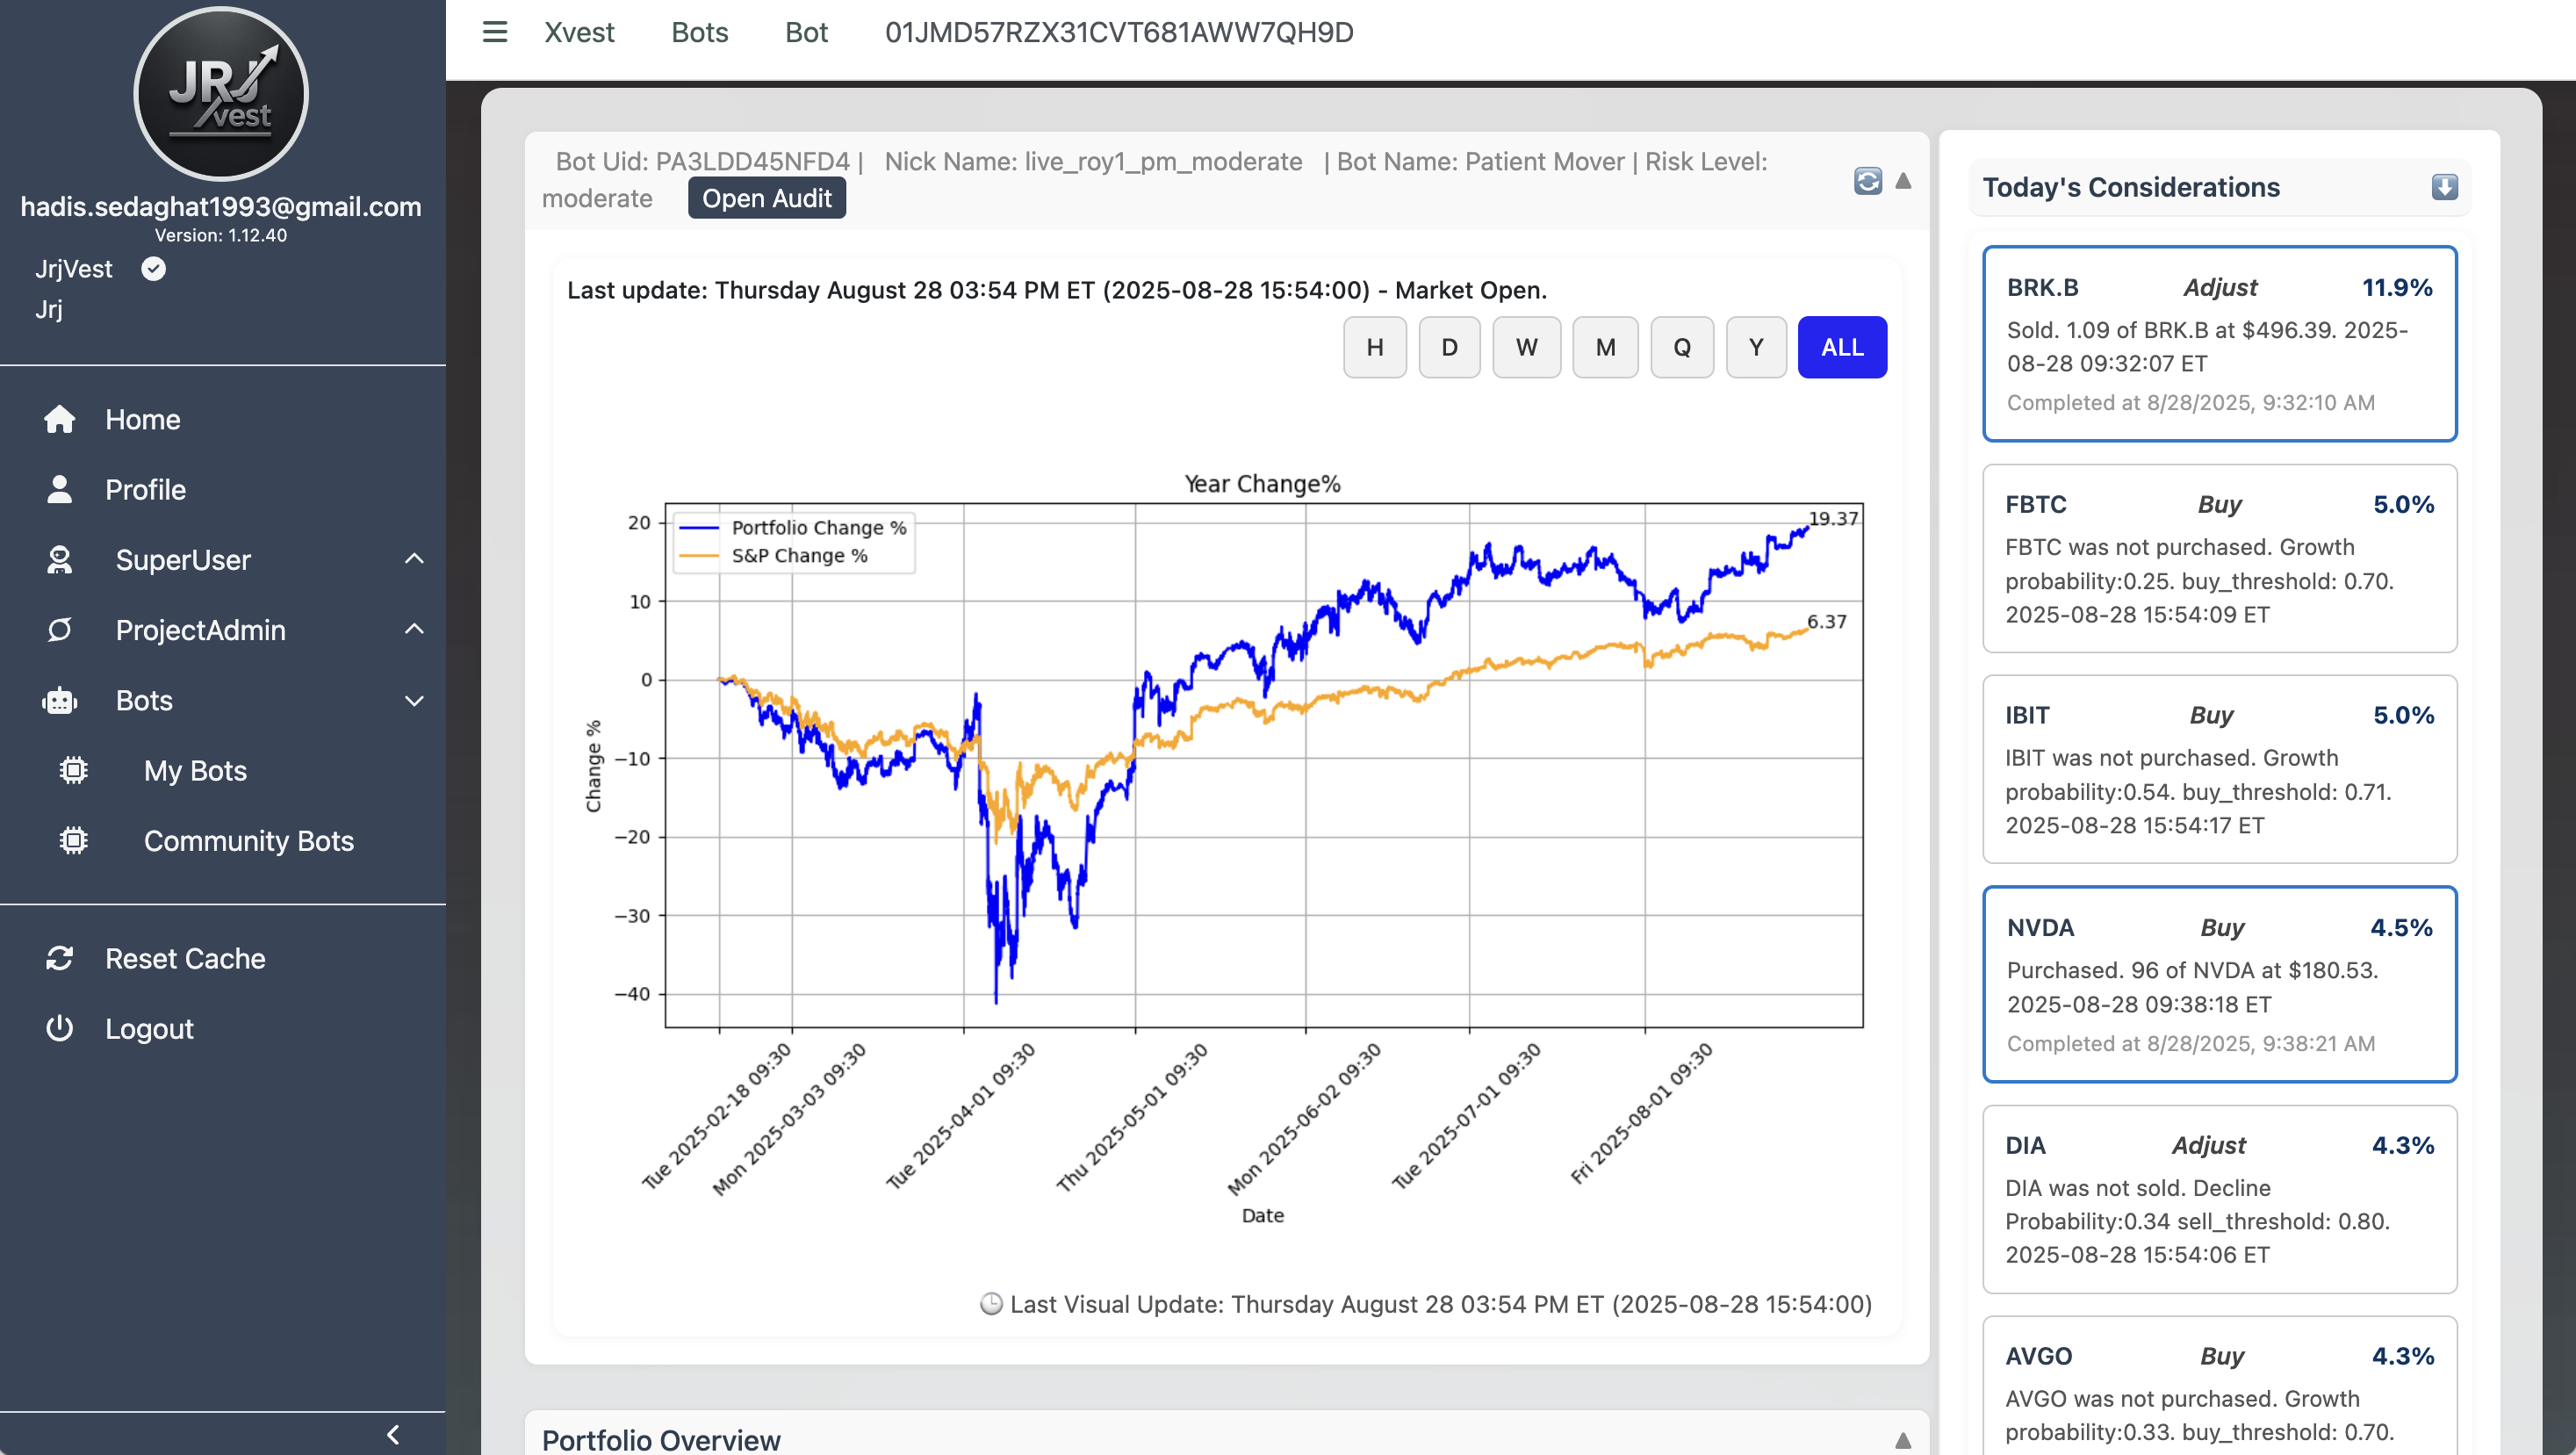 JRJ
Xvest
hadis.sedaghat1993@gmail.com
Version: 1.12.40
JrjVest
Jrj
Home
Profile
SuperUser
ProjectAdmin
Bots
My Bots
Community Bots
Reset Cache
Logout
Xvest Bots Bot 01JMD57RZX31CVT681AWW7QH9D
Bot Uid: PA3LDD45NFD4 | Nick Name: live_roy1_pm_moderate | Bot Name: Patient Mover | Risk Level:
moderate Open Audit
Last update: Thursday August 28 03:54 PM ET (2025-08-28 15:54:00) - Market Open.
H D W M Q Y ALL
Year Change%
Portfolio Change %
S&P Change %
19.37
6.37
20
10
0
−10
−20
−30
−40
Change %
Tue 2025-02-18 09:30
Mon 2025-03-03 09:30
Tue 2025-04-01 09:30
Thu 2025-05-01 09:30
Mon 2025-06-02 09:30
Tue 2025-07-01 09:30
Fri 2025-08-01 09:30
Date
Last Visual Update: Thursday August 28 03:54 PM ET (2025-08-28 15:54:00)
Portfolio Overview
Today's Considerations
BRK.B Adjust 11.9%
Sold. 1.09 of BRK.B at $496.39. 2025-
08-28 09:32:07 ET
Completed at 8/28/2025, 9:32:10 AM
FBTC Buy 5.0%
FBTC was not purchased. Growth
probability:0.25. buy_threshold: 0.70.
2025-08-28 15:54:09 ET
IBIT Buy 5.0%
IBIT was not purchased. Growth
probability:0.54. buy_threshold: 0.71.
2025-08-28 15:54:17 ET
NVDA Buy 4.5%
Purchased. 96 of NVDA at $180.53.
2025-08-28 09:38:18 ET
Completed at 8/28/2025, 9:38:21 AM
DIA Adjust 4.3%
DIA was not sold. Decline
Probability:0.34 sell_threshold: 0.80.
2025-08-28 15:54:06 ET
AVGO Buy 4.3%
AVGO was not purchased. Growth
probability:0.33. buy_threshold: 0.70.